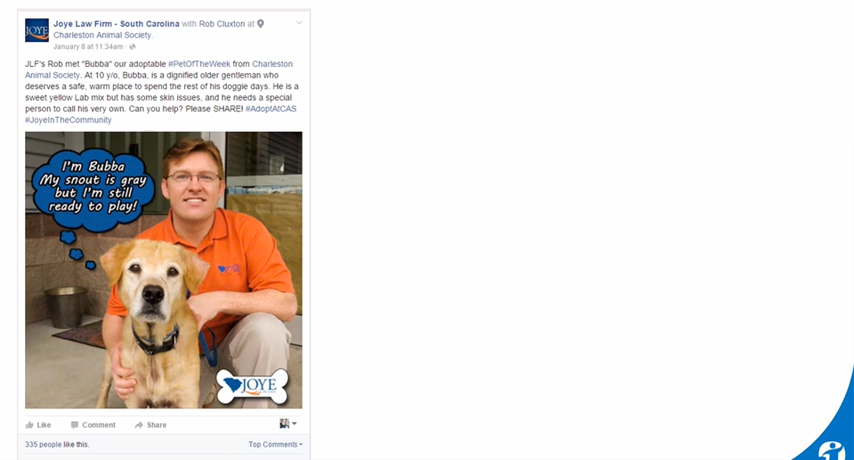 JOYE
Joye Law Firm - South Carolina with Rob Cluxton at
Charleston Animal Society.
January 8 at 11:34am ·
JLF's Rob met "Bubba" our adoptable #PetOfTheWeek from Charleston
Animal Society. At 10 y/o, Bubba, is a dignified older gentleman who
deserves a safe, warm place to spend the rest of his doggie days. He is a
sweet yellow Lab mix but has some skin issues, and he needs a special
person to call his very own. Can you help? Please SHARE! #AdoptAtCAS
#JoyeInTheCommunity
I'm Bubba
My snout is gray
but I'm still
ready to play!
JOYE
Like Comment Share
335 people like this. Top Comments